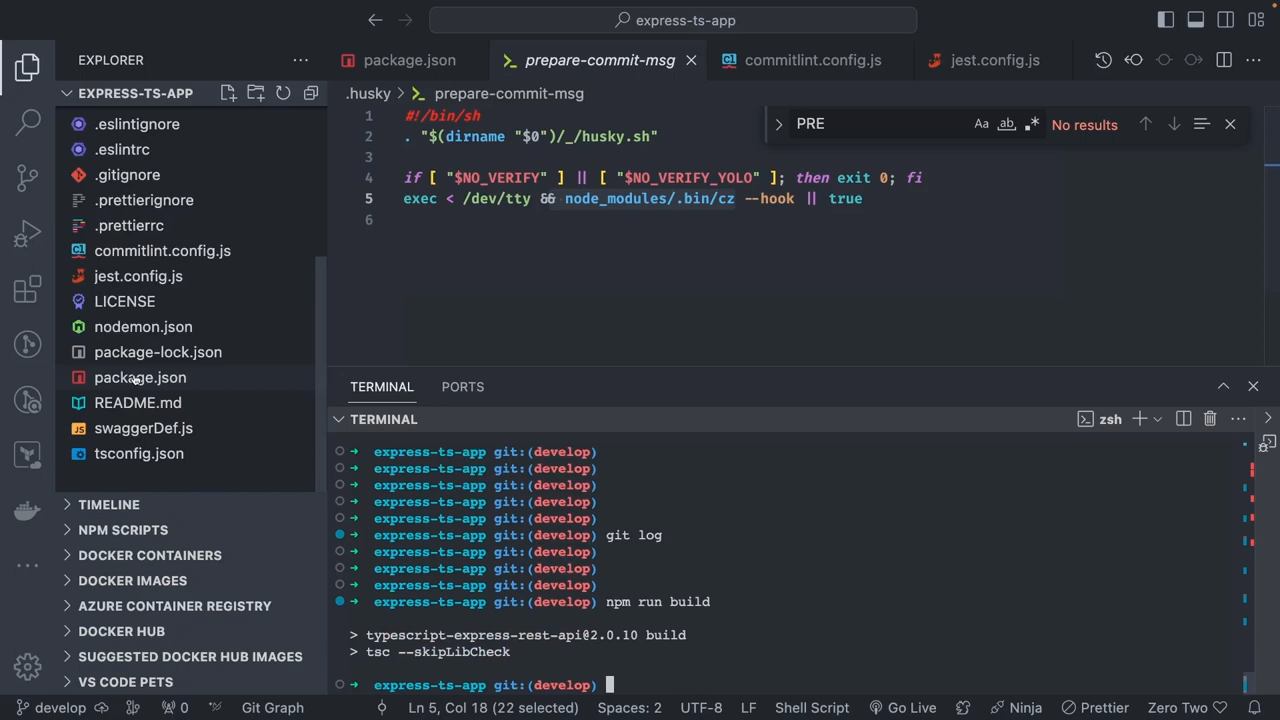 express-ts-app
EXPLORER
EXPRESS-TS-APP
.eslintignore
.eslintrc
.gitignore
.prettierignore
.prettierrc
commitlint.config.js
jest.config.js
LICENSE
nodemon.json
package-lock.json
package.json
README.md
swaggerDef.js
tsconfig.json
TIMELINE
NPM SCRIPTS
DOCKER CONTAINERS
DOCKER IMAGES
AZURE CONTAINER REGISTRY
DOCKER HUB
SUGGESTED DOCKER HUB IMAGES
VS CODE PETS
package.json prepare-commit-msg commitlint.config.js jest.config.js
.husky > prepare-commit-msg
PRE Aa ab .* No results
1 #!/bin/sh
2 . "$(dirname "$0")/_/husky.sh"
3
4 if [ "$NO_VERIFY" ] || [ "$NO_VERIFY_YOLO" ]; then exit 0; fi
5 exec < /dev/tty && node_modules/.bin/cz --hook || true
6
TERMINAL PORTS
TERMINAL zsh
express-ts-app git:(develop)
express-ts-app git:(develop)
express-ts-app git:(develop)
express-ts-app git:(develop)
express-ts-app git:(develop)
express-ts-app git:(develop) git log
express-ts-app git:(develop)
express-ts-app git:(develop)
express-ts-app git:(develop)
express-ts-app git:(develop) npm run build
> typescript-express-rest-api@2.0.10 build
> tsc --skipLibCheck
express-ts-app git:(develop)
develop 0 Git Graph Ln 5, Col 18 (22 selected) Spaces: 2 UTF-8 LF Shell Script Go Live Ninja Prettier Zero Two